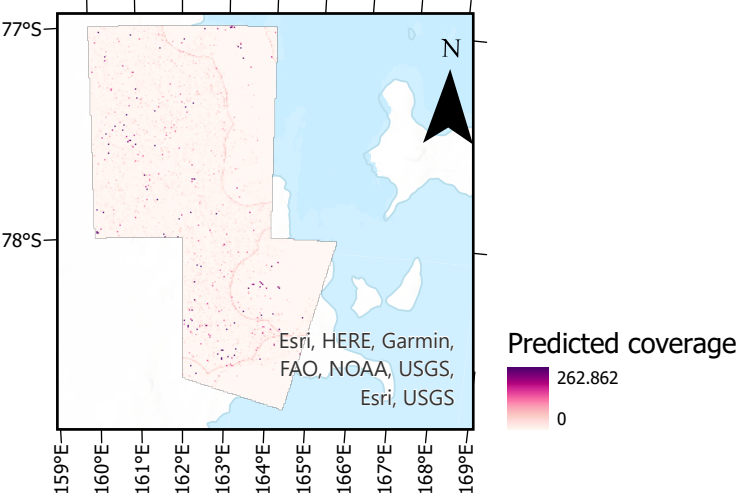 77°S
N
78°S
Esri, HERE, Garmin,
FAO, NOAA, USGS,
Esri, USGS
Predicted coverage
262.862
0
159°E
160°E
161°E
162°E
163°E
164°E
165°E
166°E
167°E
168°E
169°E